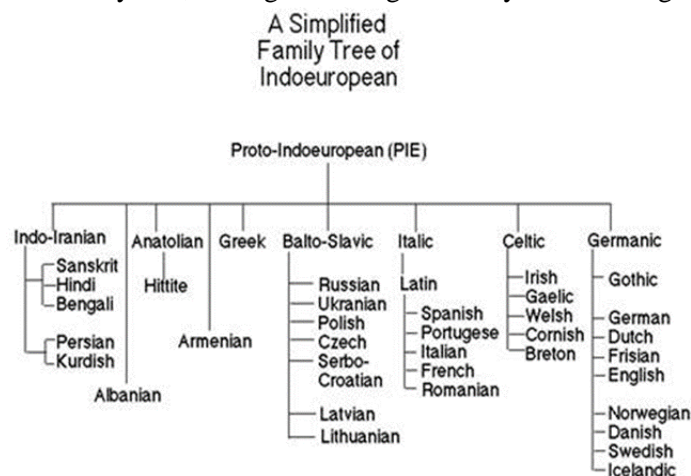 A Simplified
Family Tree of
Indoeuropean
Proto-Indoeuropean (PIE)
Indo-Iranian
Sanskrit
Hindi
Bengali
Persian
Kurdish
Albanian
Anatolian
Hittite
Armenian
Greek
Balto-Slavic
Russian
Ukranian
Polish
Czech
Serbo-
Croatian
Latvian
Lithuanian
Italic
Latin
Spanish
Portugese
Italian
French
Romanian
Celtic
Irish
Gaelic
Welsh
Cornish
Breton
Germanic
Gothic
German
Dutch
Frisian
English
Norwegian
Danish
Swedish
Icelandic